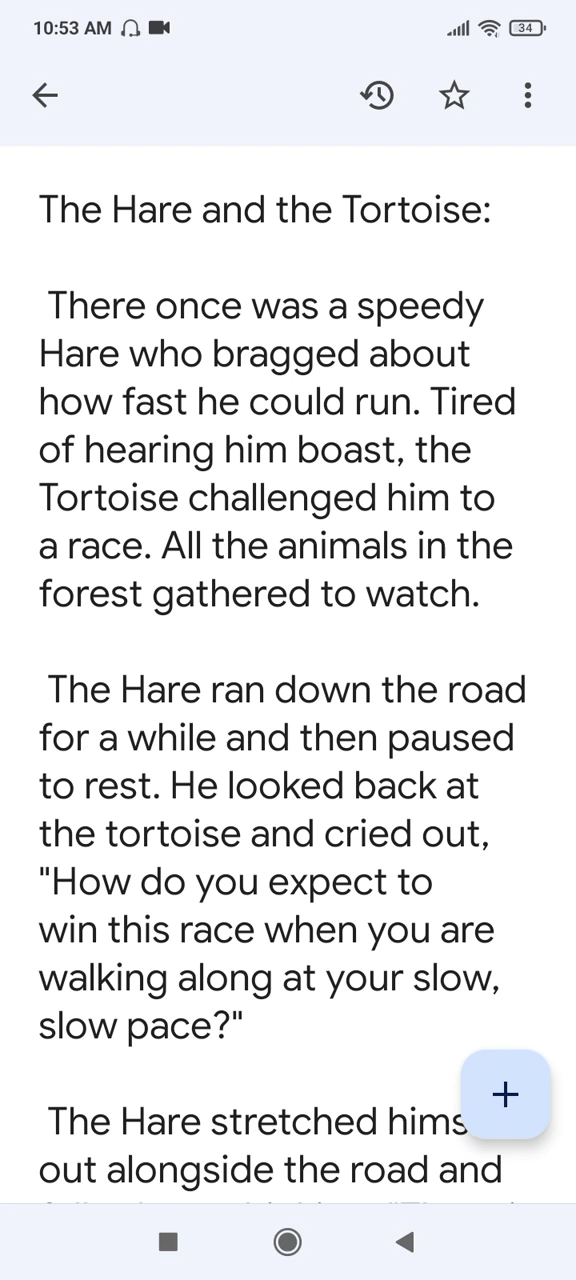 10:53 AM
34
The Hare and the Tortoise:
There once was a speedy
Hare who bragged about
how fast he could run. Tired
of hearing him boast, the
Tortoise challenged him to
a race. All the animals in the
forest gathered to watch.
The Hare ran down the road
for a while and then paused
to rest. He looked back at
the tortoise and cried out,
"How do you expect to
win this race when you are
walking along at your slow,
slow pace?"
The Hare stretched
out alongside the road and